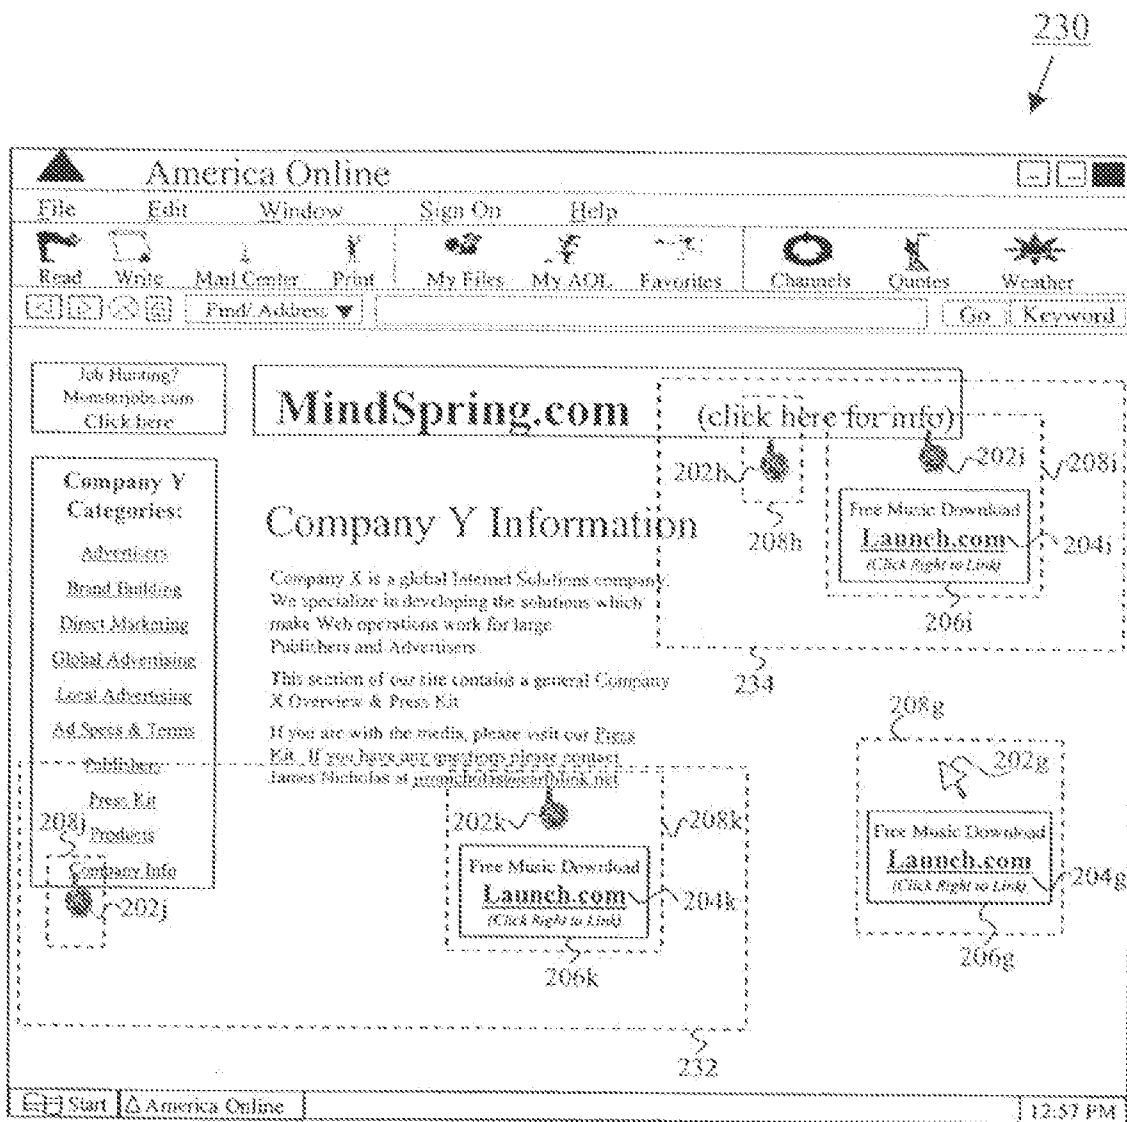 230
America Online
File Edit Window Sign On Help
Read Write Mail Center Print My Files My AOL Favorites Channels Quotes Weather
Find/ Address Go Keyword
Job Hunting?
Monsterjobs.com
Click here
MindSpring.com (click here for info)
Company Y
Categories:
Advertisers
Brand Building
Direct Marketing
Global Advertising
Local Advertising
Ad Specs & Terms
Publishers
Press Kit
Products
Company Info
208j
202j
Company Y Information
Company X is a global Internet Solutions company.
We specialize in developing the solutions which
make Web operations work for large
Publishers and Advertisers
This section of our site contains a general Company
X Overview & Press Kit
If you are with the media, please visit our Press
Kit. If you have any questions please contact
James Nicholas at
202h
208h
202i
208i
Free Music Download
Launch.com
(Click Right to Link)
204i
206i
234
208g
202g
Free Music Download
Launch.com
(Click Right to Link)
204g
206g
202k
208k
Free Music Download
Launch.com
(Click Right to Link)
204k
206k
232
Start America Online 12:57 PM